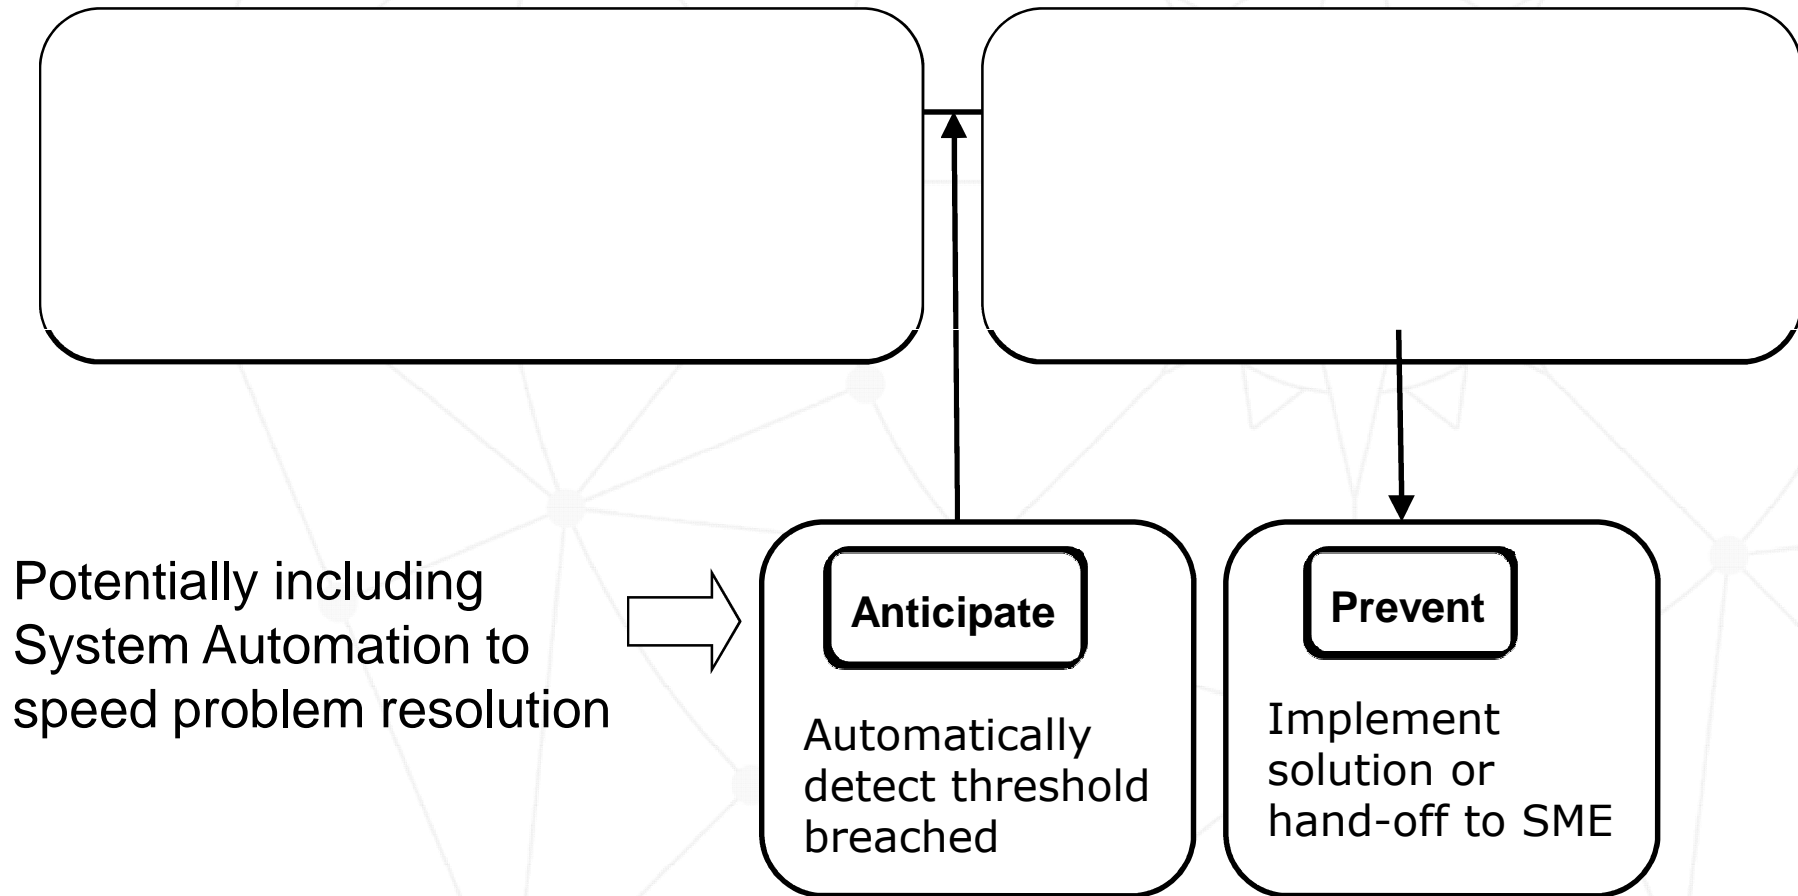 Potentially including
System Automation to
speed problem resolution
Anticipate
Automatically
detect threshold
breached
Prevent
Implement
solution or
hand-off to SME